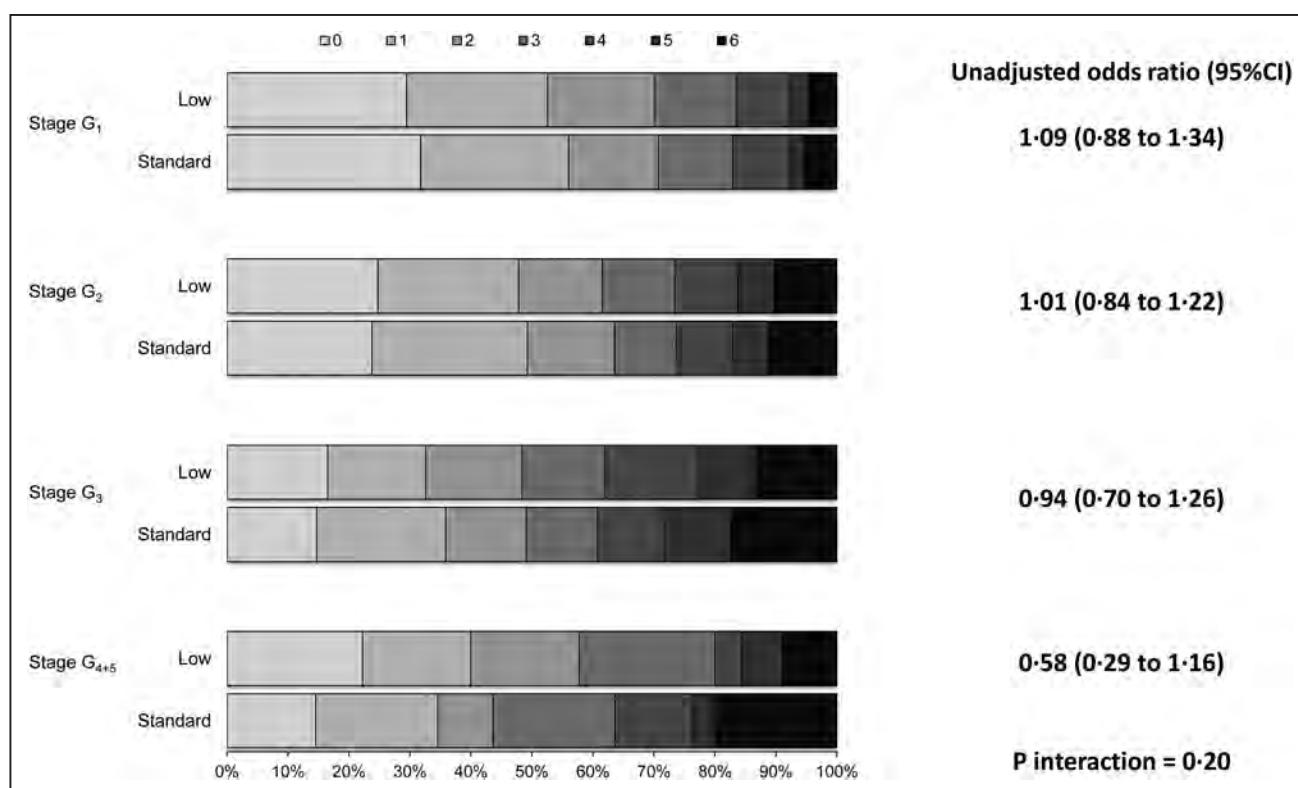 0 1 2 3 4 5 6
Unadjusted odds ratio (95%CI)
Stage G1
Low
Standard
1·09 (0·88 to 1·34)
Stage G2
Low
Standard
1·01 (0·84 to 1·22)
Stage G3
Low
Standard
0·94 (0·70 to 1·26)
Stage G4+5
Low
Standard
0·58 (0·29 to 1·16)
0% 10% 20% 30% 40% 50% 60% 70% 80% 90% 100%
P interaction = 0·20